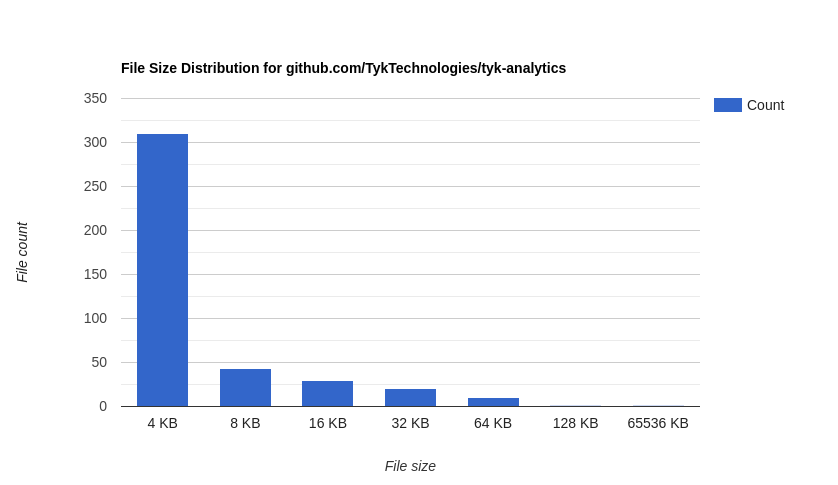 File Size Distribution for github.com/TykTechnologies/tyk-analytics
Count
350
300
250
200
150
100
50
0
File count
4 KB 8 KB 16 KB 32 KB 64 KB 128 KB 65536 KB
File size